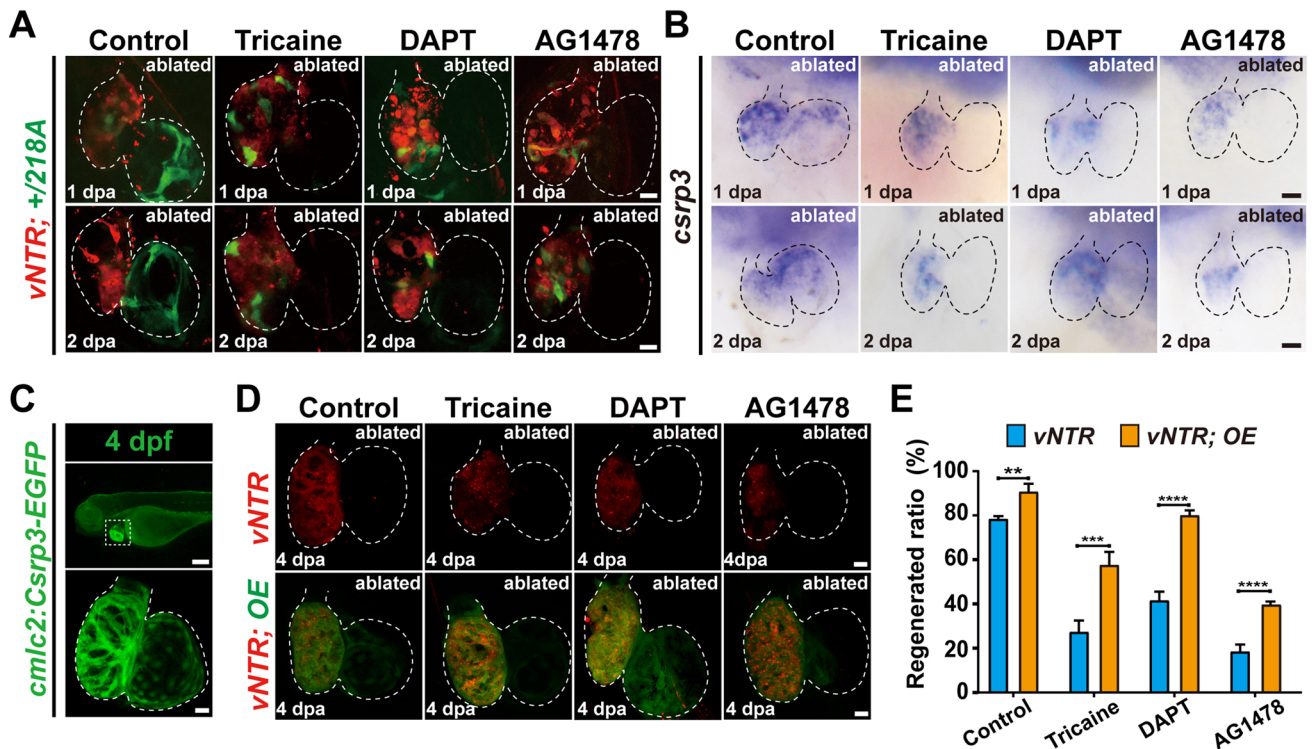 A
Control Tricaine DAPT AG1478
vNTR; +/218A
ablated ablated ablated ablated
1 dpa 1 dpa 1 dpa 1 dpa
ablated ablated ablated ablated
2 dpa 2 dpa 2 dpa 2 dpa
B
Control Tricaine DAPT AG1478
csrp3
ablated ablated ablated ablated
1 dpa 1 dpa 1 dpa 1 dpa
ablated ablated ablated ablated
2 dpa 2 dpa 2 dpa 2 dpa
C
cmlc2:Csrp3-EGFP
4 dpf
D
Control Tricaine DAPT AG1478
vNTR
ablated ablated ablated ablated
4 dpa 4 dpa 4 dpa 4dpa
vNTR; OE
ablated ablated ablated ablated
4 dpa 4 dpa 4 dpa 4dpa
E
vNTR vNTR; OE
Regenerated ratio (%)
100
80
60
40
20
0
** *** **** ****
Control Tricaine DAPT AG1478